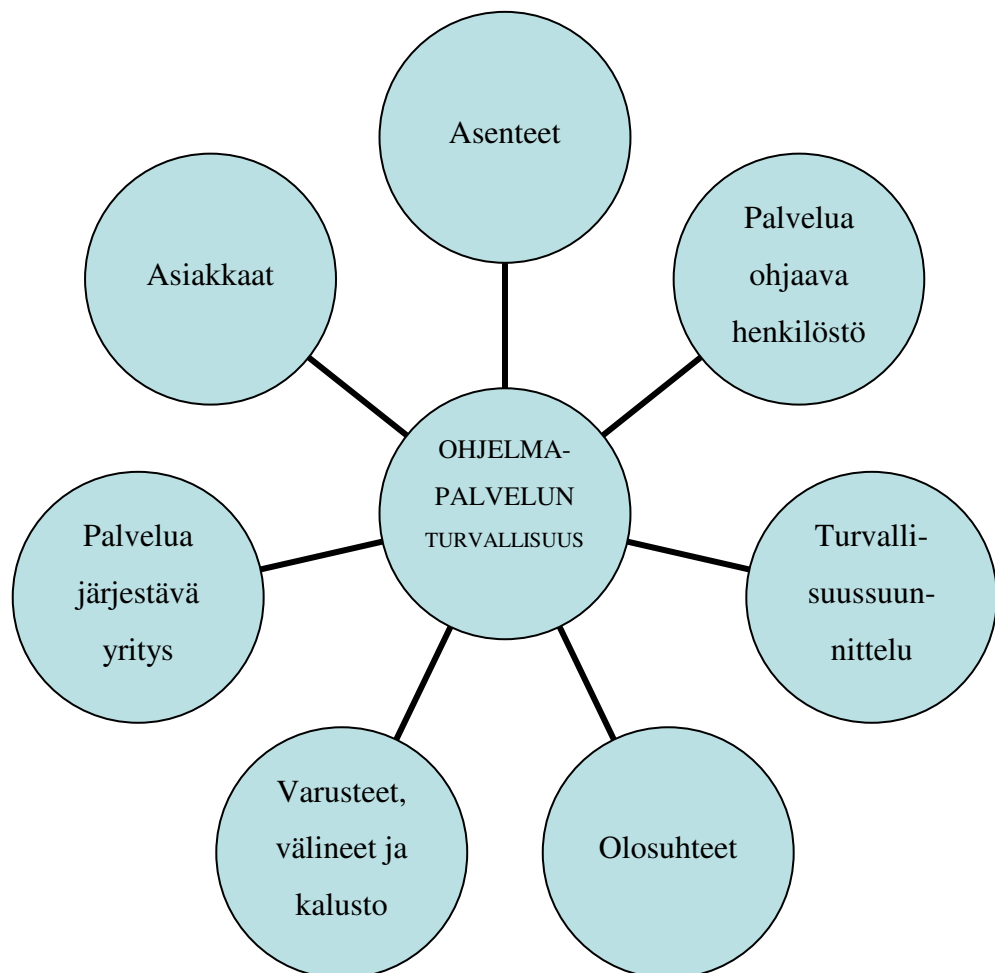 Asenteet
Palvelua
ohjaava
henkilöstö
Asiakkaat
OHJELMA-
PALVELUN
TURVALLISUUS
Palvelua
järjestävä
yritys
Turvalli-
suussuun-
nittelu
Varusteet,
välineet ja
kalusto
Olosuhteet